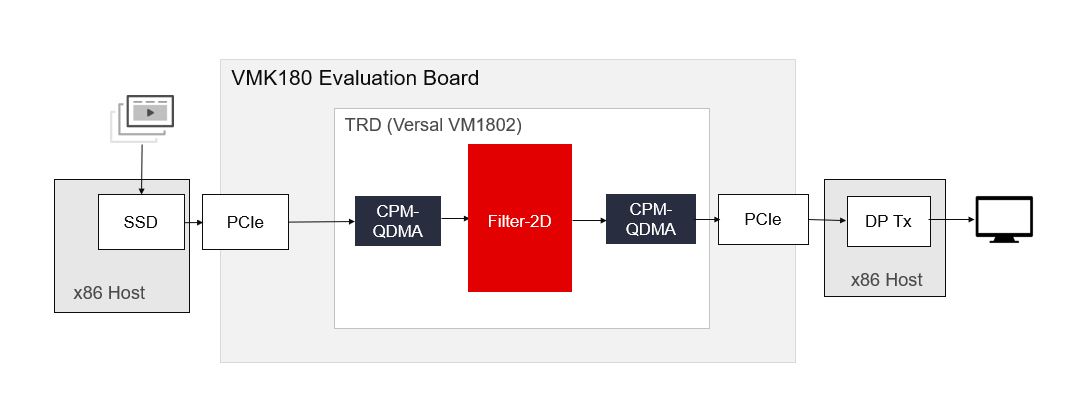 VMK180 Evaluation Board
TRD (Versal VM1802)
SSD
x86 Host
PCIe
CPM-
QDMA
Filter-2D
CPM-
QDMA
PCIe
DP Tx
x86 Host